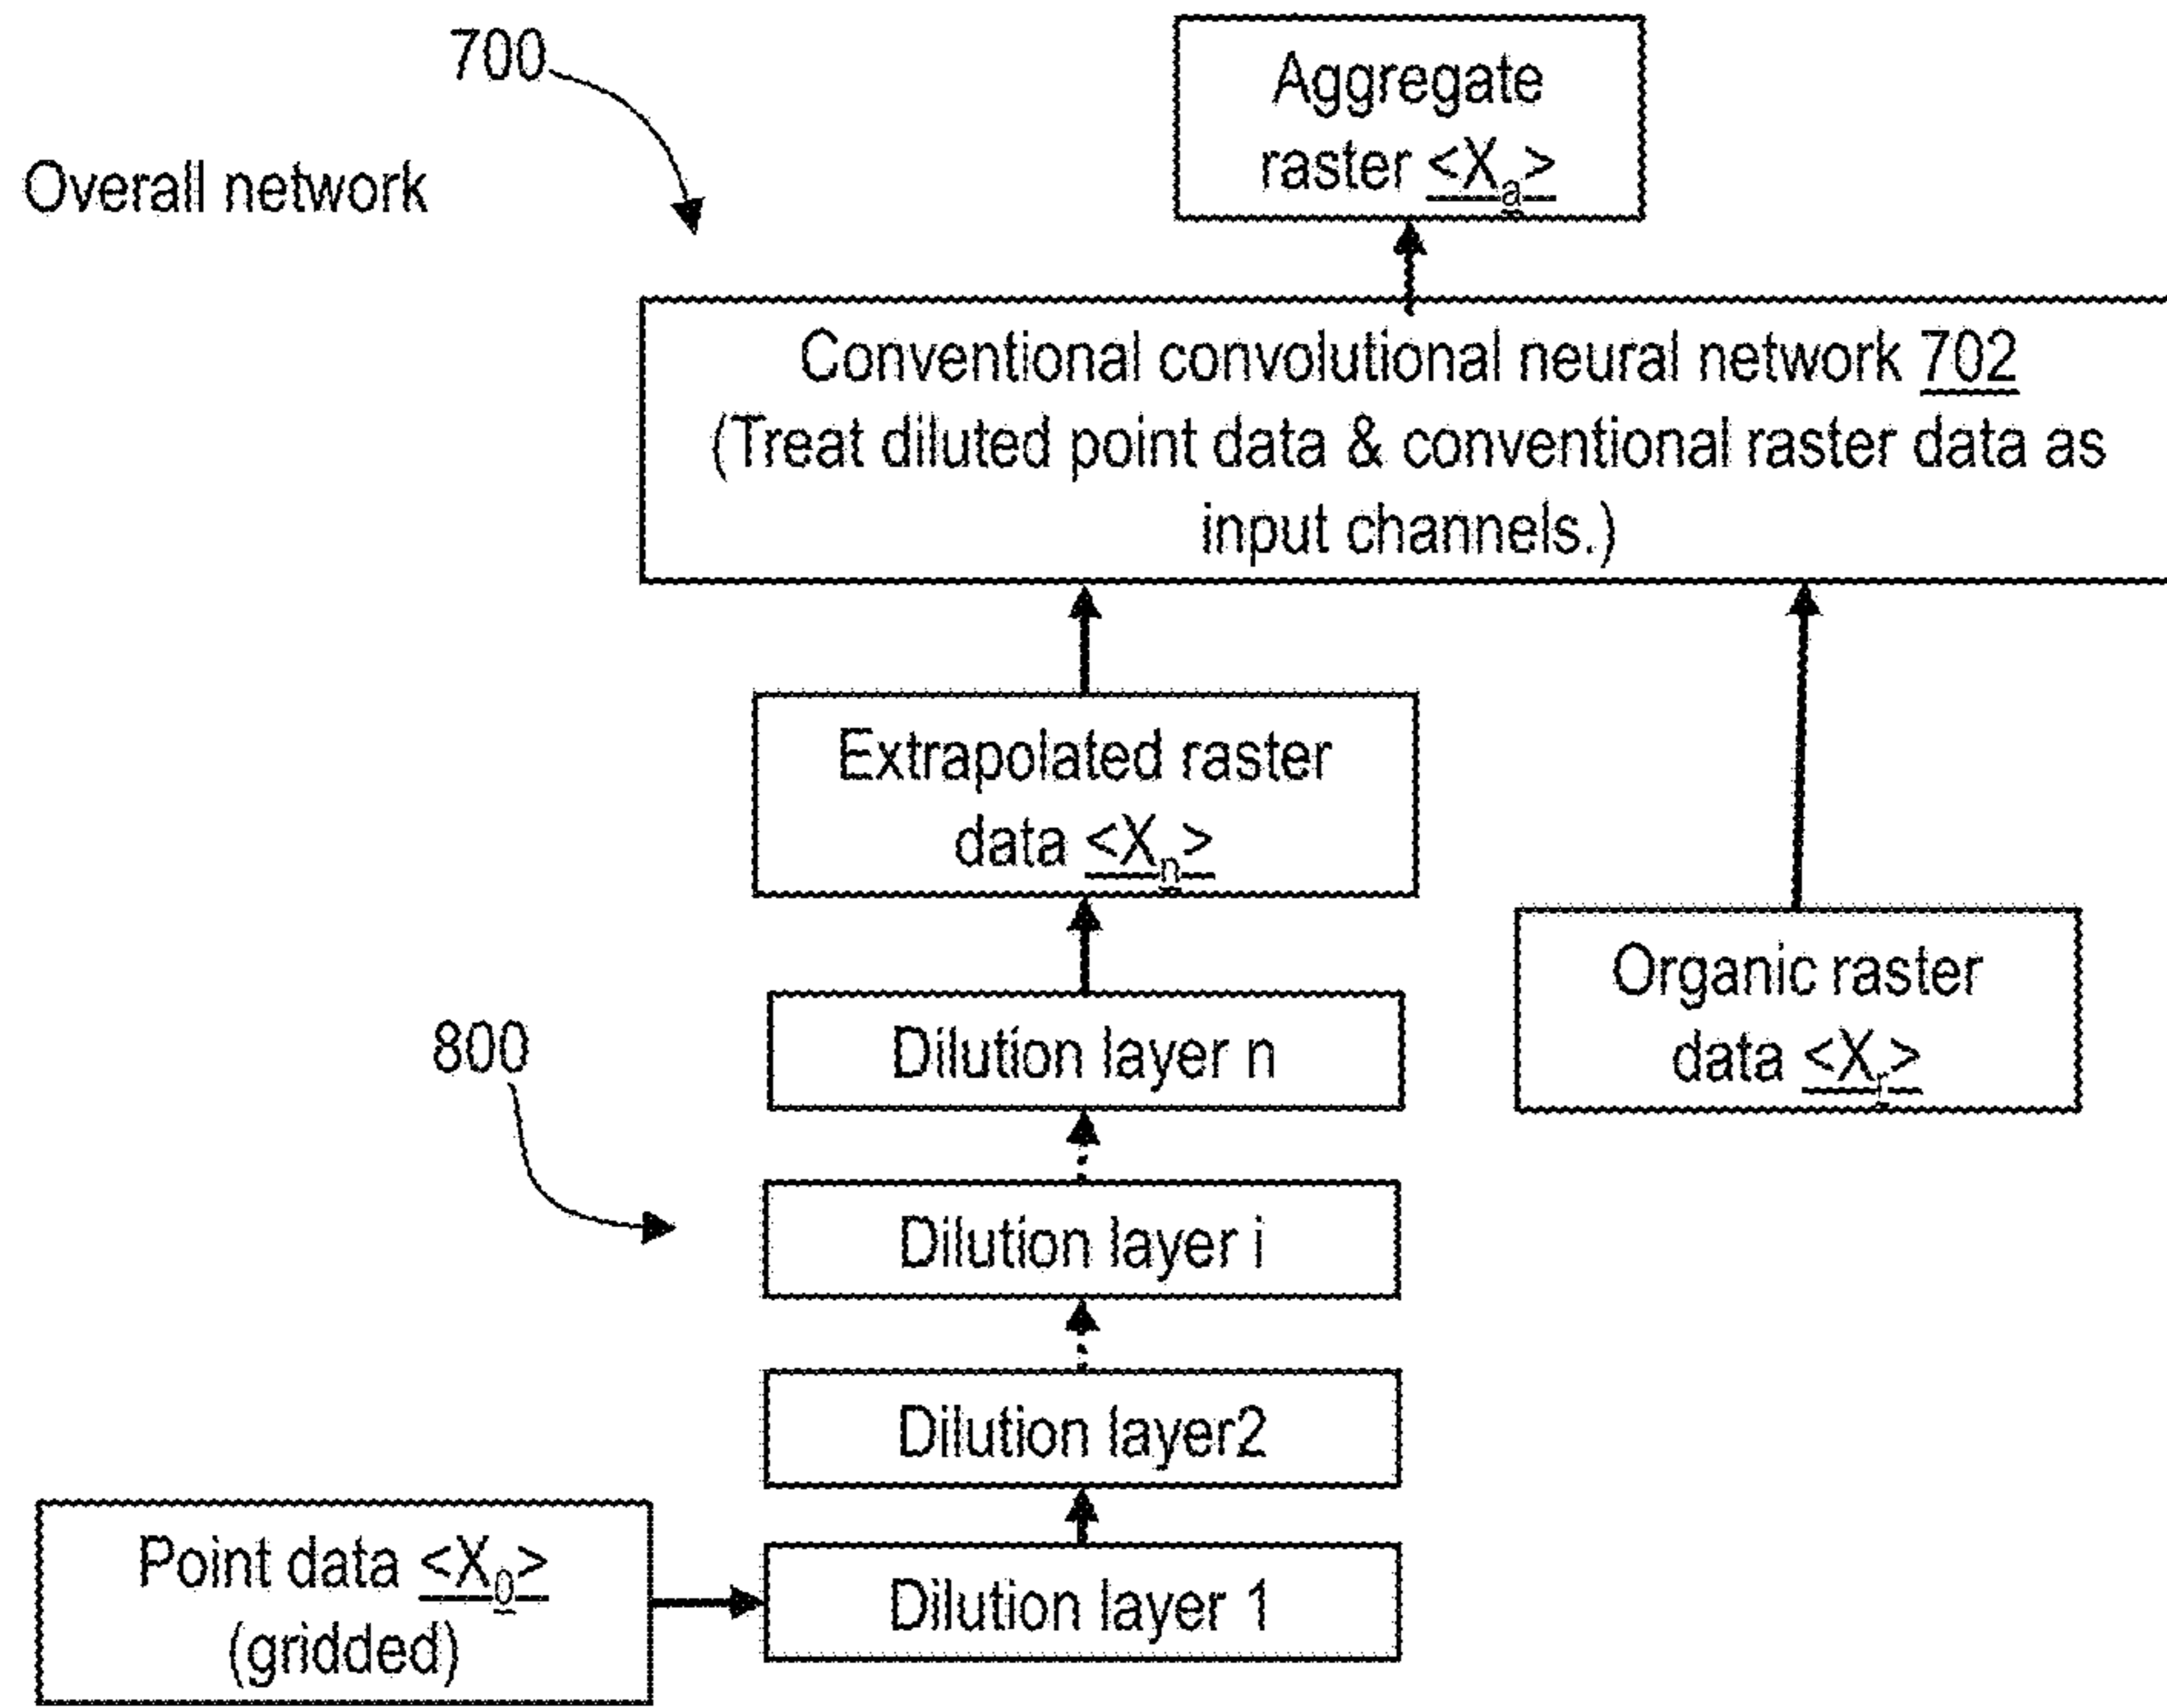 700
Overall network
Aggregate
raster <Xa>
Conventional convolutional neural network 702
(Treat diluted point data & conventional raster data as
input channels.)
Extrapolated raster
data <Xn>
Organic raster
data <Xr>
800
Dilution layer n
Dilution layer i
Dilution layer2
Dilution layer 1
Point data <X0>
(gridded)